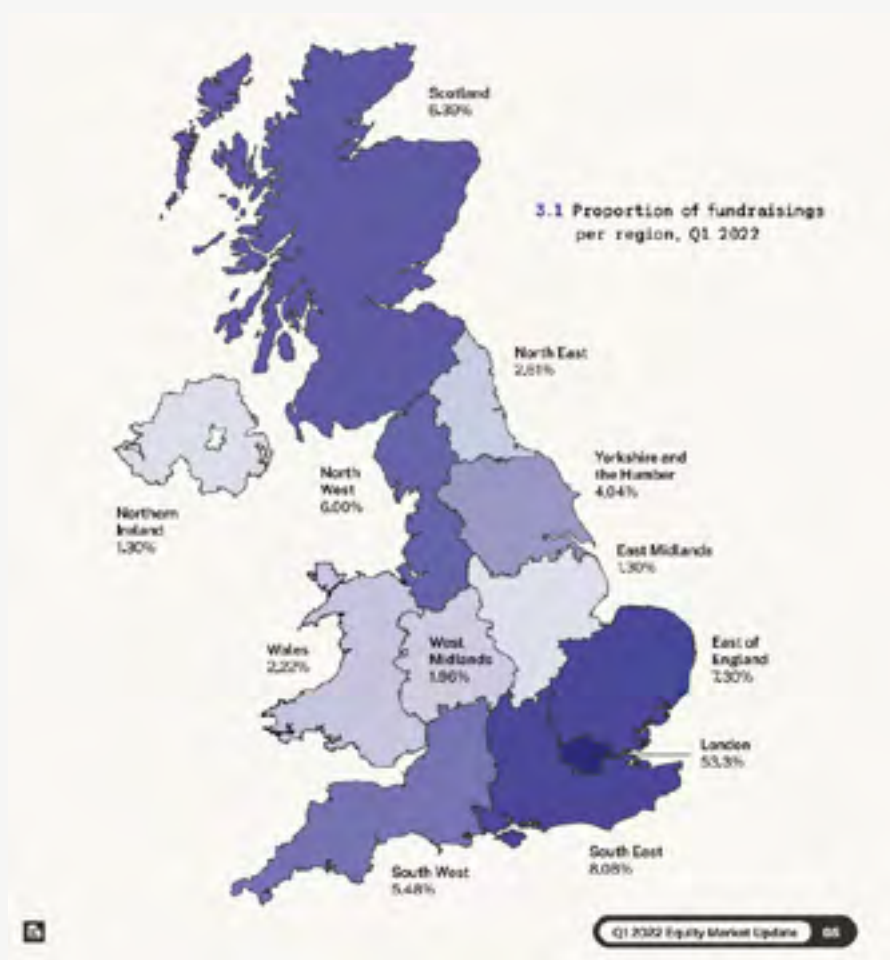 Scotland
6.39%
3.1 Proportion of fundraisings
per region, Q1 2022
North East
2.61%
Yorkshire and
the Humber
4.04%
North
West
6.00%
Northern
Ireland
1.30%
East Midlands
1.30%
Wales
2.22%
West
Midlands
1.96%
East of
England
7.30%
London
53.3%
South East
8.08%
South West
5.48%
Q1 2022 Equity Market Update